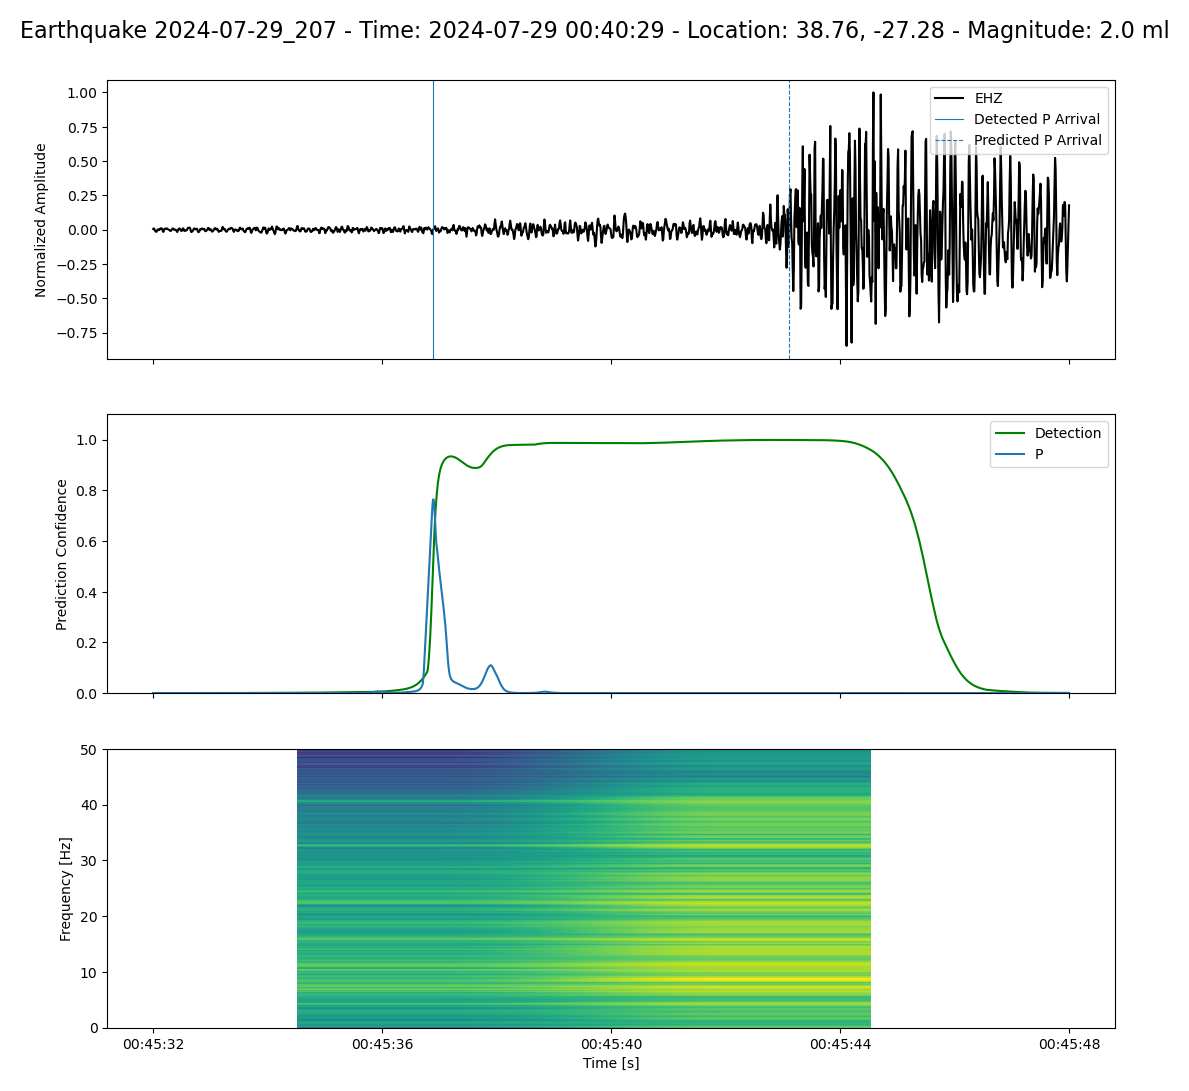 Earthquake 2024-07-29_207 - Time: 2024-07-29 00:40:29 - Location: 38.76, -27.28 - Magnitude: 2.0 ml
1.00
0.75
0.50
0.25
0.00
−0.25
−0.50
−0.75
Normalized Amplitude
EHZ
Detected P Arrival
Predicted P Arrival
1.0
0.8
0.6
0.4
0.2
0.0
Prediction Confidence
Detection
P
50
40
30
20
10
0
Frequency [Hz]
00:45:32
00:45:36
00:45:40
00:45:44
00:45:48
Time [s]